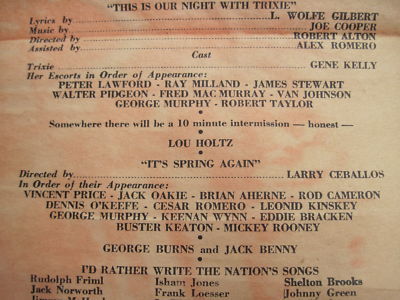 "THIS IS OUR NIGHT WITH TRIXIE"
Lyrics by L. WOLFE GILBERT
Music by JOE COOPER
Directed by ROBERT ALTON
Assisted by ALEX ROMERO
Cast
Trixie GENE KELLY
Her Escorts in Order of Appearance:
PETER LAWFORD - RAY MILLAND - JAMES STEWART
WALTER PIDGEON - FRED MAC MURRAY - VAN JOHNSON
GEORGE MURPHY - ROBERT TAYLOR
Somewhere there will be a 10 minute intermission — honest —
LOU HOLTZ
"IT'S SPRING AGAIN"
Directed by LARRY CEBALLOS
In Order of their Appearance:
VINCENT PRICE - JACK OAKIE - BRIAN AHERNE - ROD CAMERON
DENNIS O'KEEFE - CESAR ROMERO - LEONID KINSKEY
GEORGE MURPHY - KEENAN WYNN - EDDIE BRACKEN
BUSTER KEATON - MICKEY ROONEY
GEORGE BURNS and JACK BENNY
I'D RATHER WRITE THE NATION'S SONGS
Rudolph Friml Isham Jones Shelton Brooks
Jack Norworth Frank Loesser Johnny Green